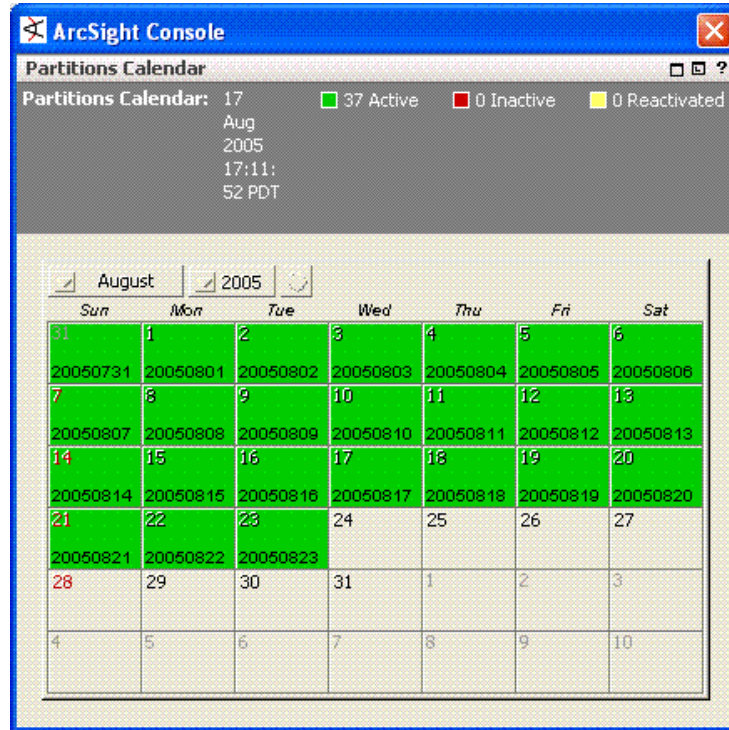 ArcSight Console
Partitions Calendar
?
Partitions Calendar: 17 Aug 2005 17:11: 52 PDT
37 Active 0 Inactive 0 Reactivated
August 2005
Sun Mon Tue Wed Thu Fri Sat
31 1 2 3 4 5 6
20050731 20050801 20050802 20050803 20050804 20050805 20050806
7 8 9 10 11 12 13
20050807 20050808 20050809 20050810 20050811 20050812 20050813
14 15 16 17 18 19 20
20050814 20050815 20050816 20050817 20050818 20050819 20050820
21 22 23 24 25 26 27
20050821 20050822 20050823
28 29 30 31 1 2 3
4 5 6 7 8 9 10